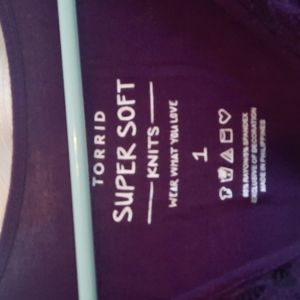 TORRID
SUPER SOFT
KNITS
WEAR WHAT YOU LOVE
1
95% RAYON/5% SPANDEX
EXCLUSIVE OF DECORATION
MADE IN PHILIPPINES